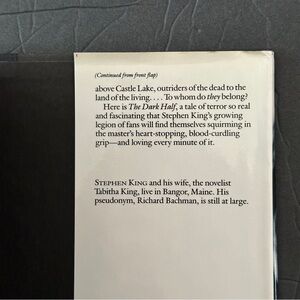 (Continued from front flap)
above Castle Lake, outriders of the dead to the
land of the living. . . . To whom do they belong?
Here is The Dark Half, a tale of terror so real
and fascinating that Stephen King's growing
legion of fans will find themselves squirming in
the master's heart-stopping, blood-curdling
grip—and loving every minute of it.
STEPHEN KING and his wife, the novelist
Tabitha King, live in Bangor, Maine. His
pseudonym, Richard Bachman, is still at large.